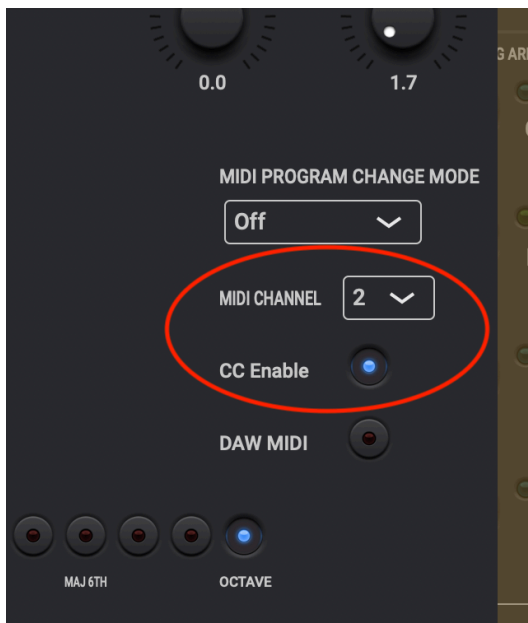 0.0 1.7
G ARP
MIDI PROGRAM CHANGE MODE
Off
MIDI CHANNEL 2
CC Enable
DAW MIDI
MAJ 6TH OCTAVE